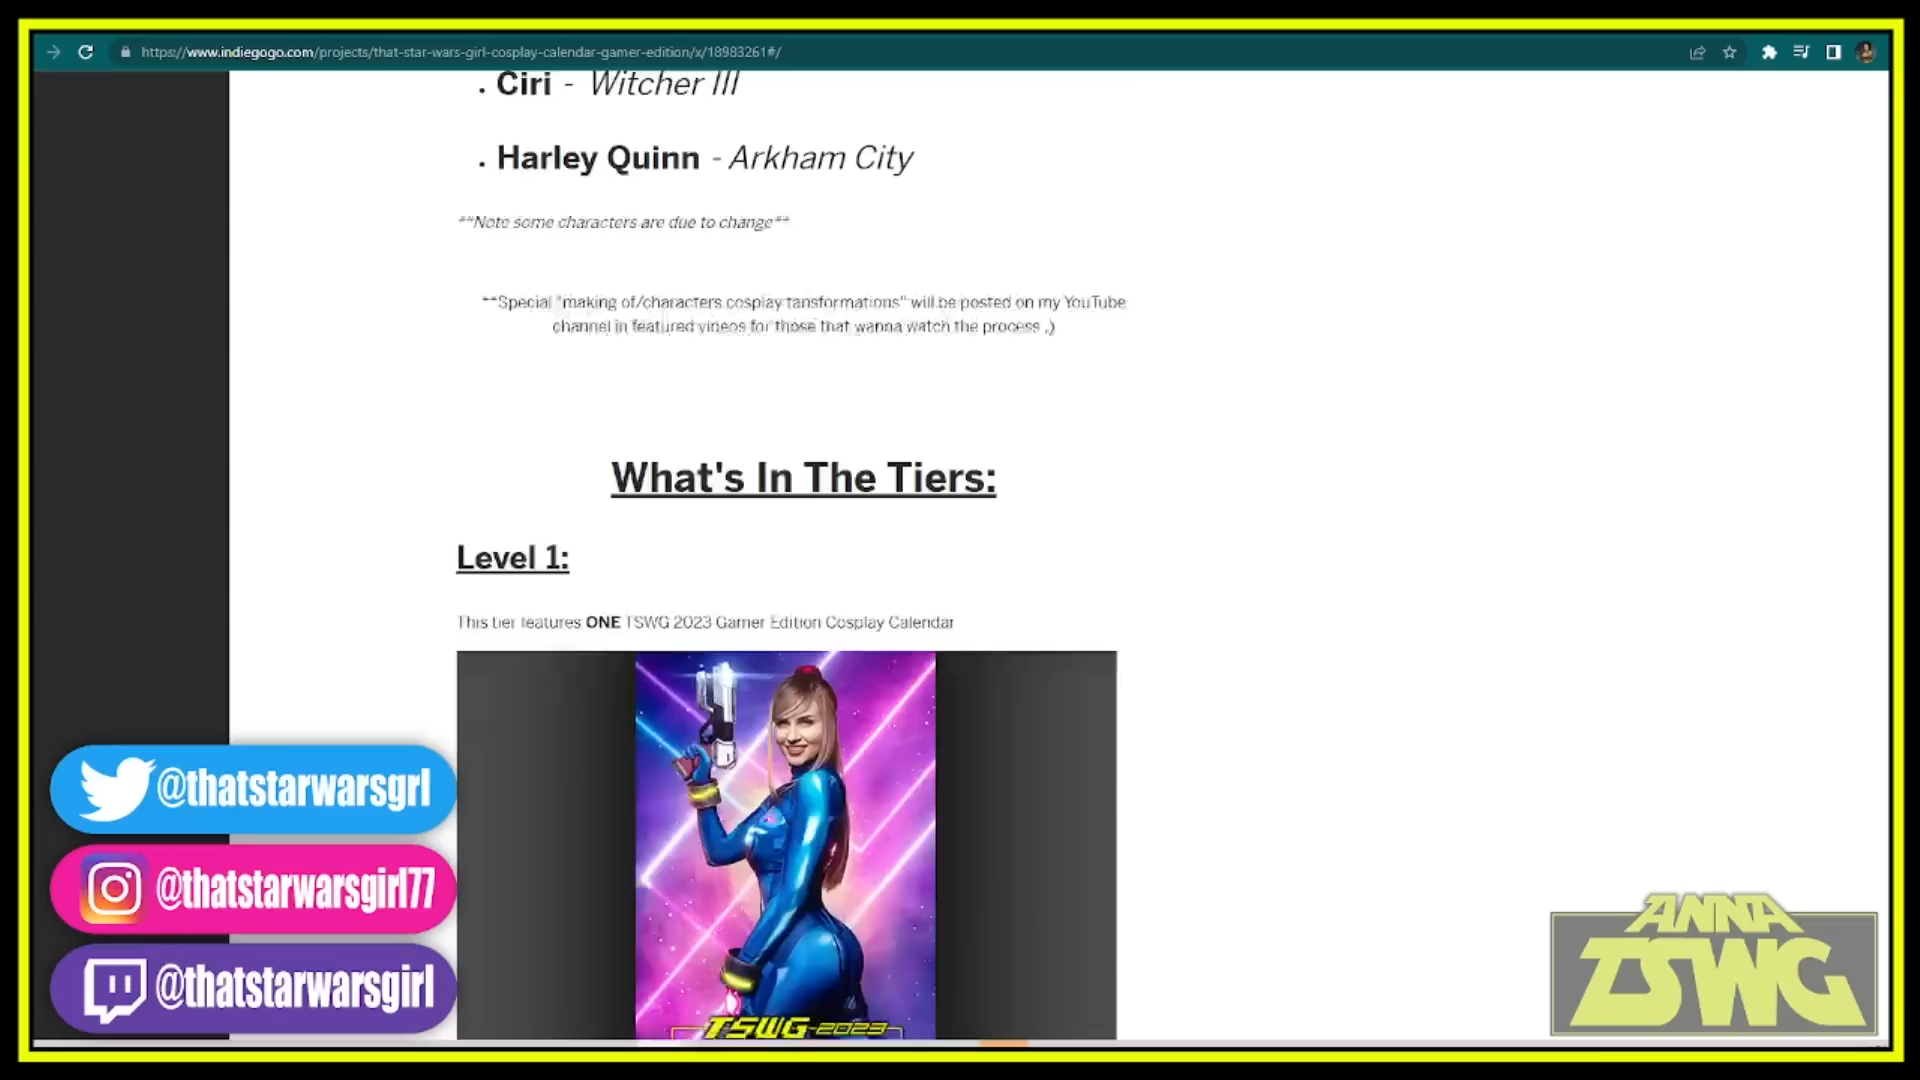 https://www.indiegogo.com/projects/that-star-wars-girl-cosplay-calendar-gamer-edition/x/18983261#/
• Ciri - Witcher III
• Harley Quinn - Arkham City
**Note some characters are due to change**
**Special "making of/characters cosplay tansformations" will be posted on my YouTube
channel in featured videos for those that wanna watch the process ;)
What's In The Tiers:
Level 1:
This tier features ONE TSWG 2023 Gamer Edition Cosplay Calendar
TSWG 2023
@thatstarwarsgrl
@thatstarwarsgirl77
@thatstarwarsgirl
ANNA
TSWG